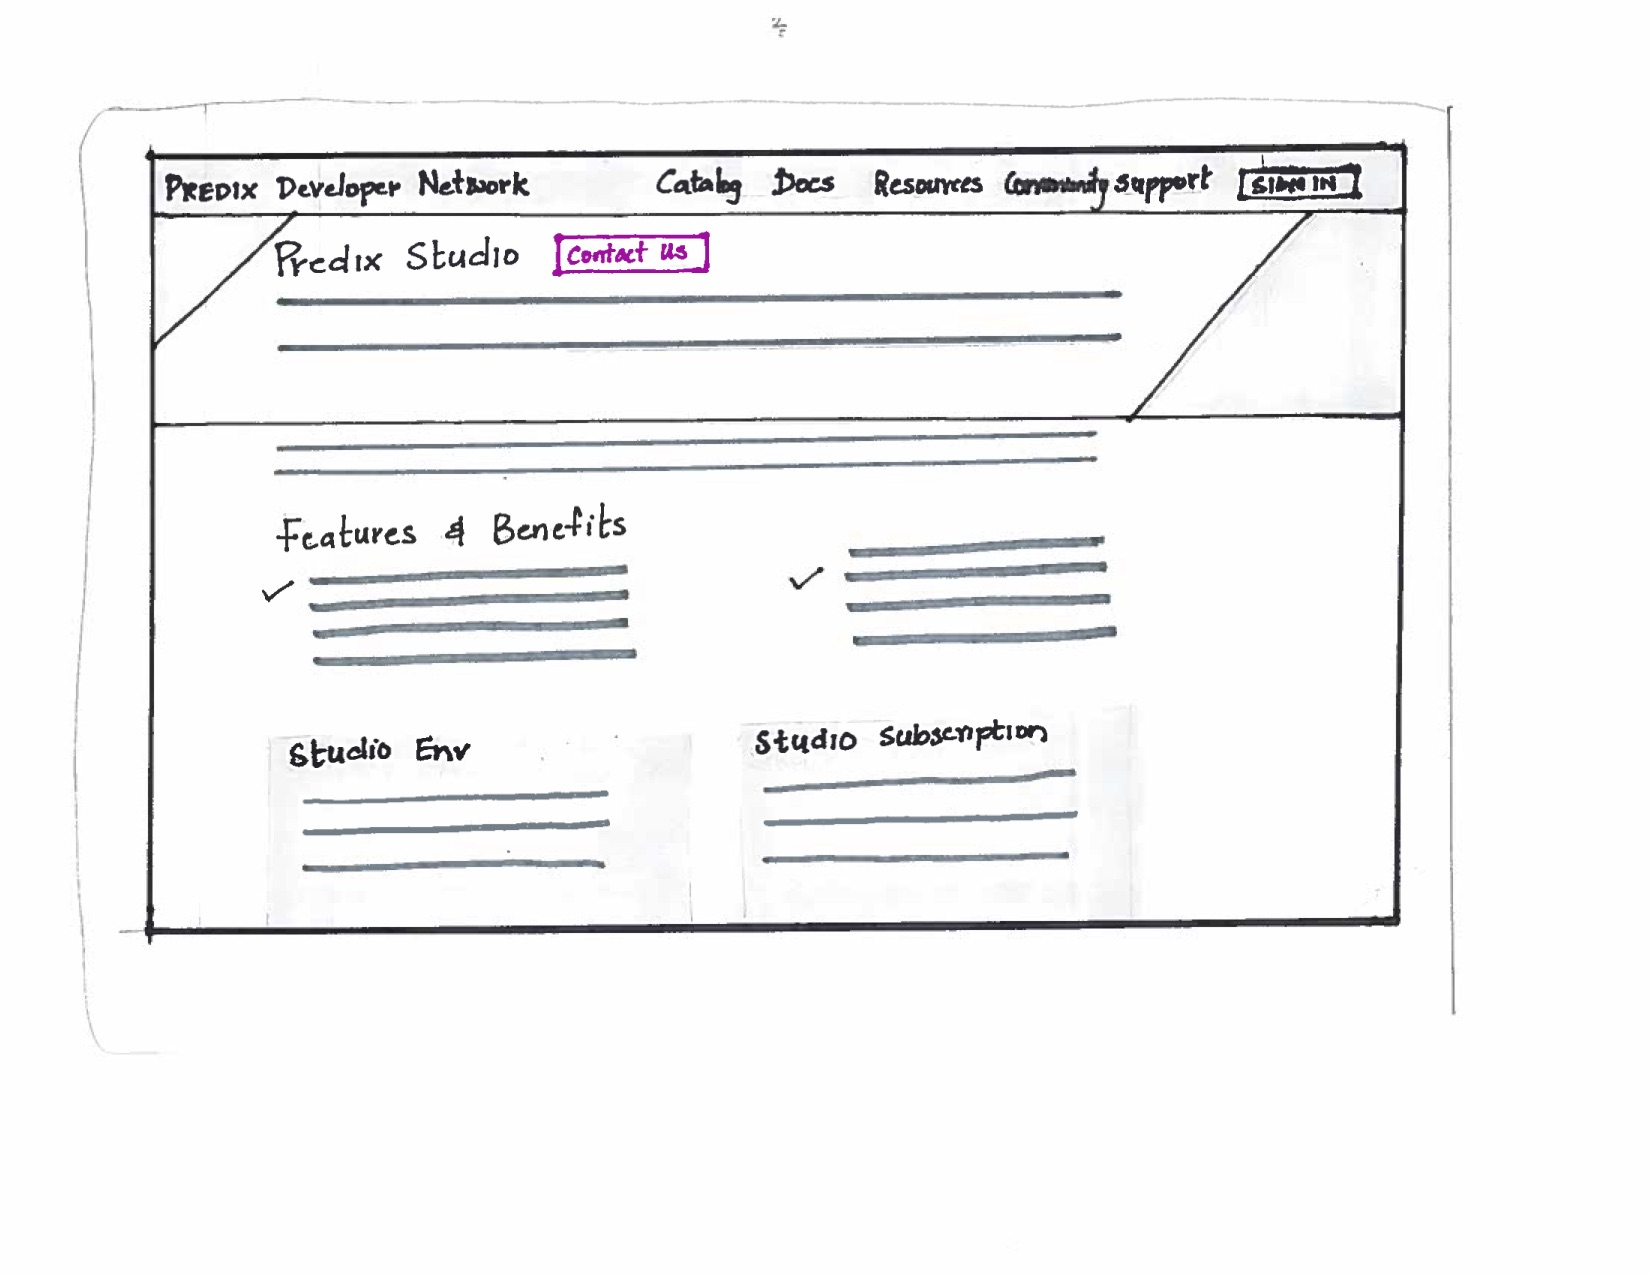 PREDIX Developer Network Catalog Docs Resources Community Support SIGN IN
Predix Studio Contact Us
Features & Benefits
Studio Env Studio Subscription